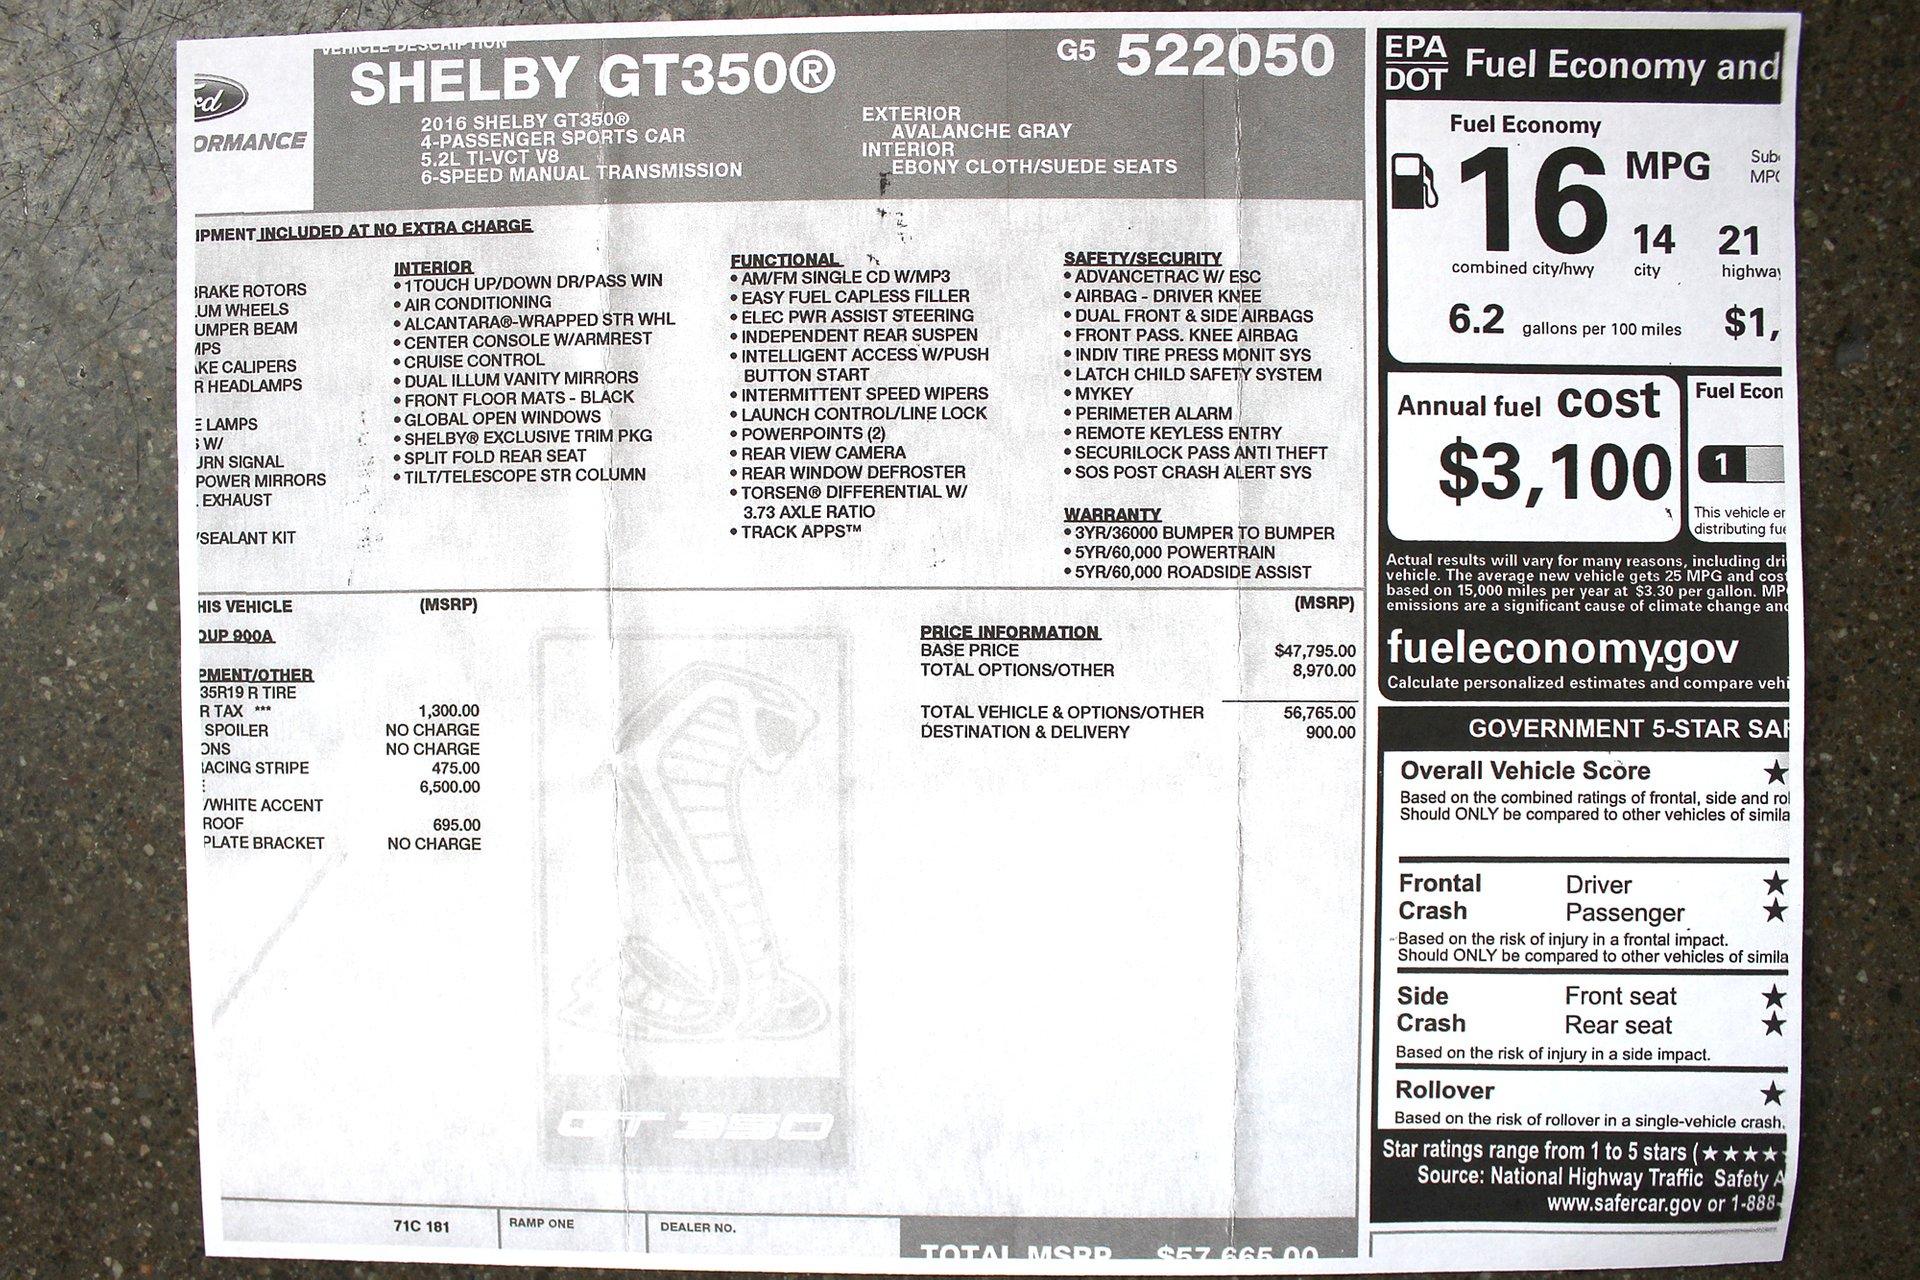 VEHICLE DESCRIPTION
SHELBY GT350®
G5 522050
2016 SHELBY GT350®
4-PASSENGER SPORTS CAR
5.2L TI-VCT V8
6-SPEED MANUAL TRANSMISSION
EXTERIOR
AVALANCHE GRAY
INTERIOR
EBONY CLOTH/SUEDE SEATS
rd
ORMANCE
IPMENT INCLUDED AT NO EXTRA CHARGE
BRAKE ROTORS
UM WHEELS
UMPER BEAM
MPS
AKE CALIPERS
R HEADLAMPS
E LAMPS
S W/
URN SIGNAL
POWER MIRRORS
L EXHAUST
/SEALANT KIT
INTERIOR
• 1TOUCH UP/DOWN DR/PASS WIN
• AIR CONDITIONING
• ALCANTARA®-WRAPPED STR WHL
• CENTER CONSOLE W/ARMREST
• CRUISE CONTROL
• DUAL ILLUM VANITY MIRRORS
• FRONT FLOOR MATS - BLACK
• GLOBAL OPEN WINDOWS
• SHELBY® EXCLUSIVE TRIM PKG
• SPLIT FOLD REAR SEAT
• TILT/TELESCOPE STR COLUMN
FUNCTIONAL
• AM/FM SINGLE CD W/MP3
• EASY FUEL CAPLESS FILLER
• ELEC PWR ASSIST STEERING
• INDEPENDENT REAR SUSPEN
• INTELLIGENT ACCESS W/PUSH
BUTTON START
• INTERMITTENT SPEED WIPERS
• LAUNCH CONTROL/LINE LOCK
• POWERPOINTS (2)
• REAR VIEW CAMERA
• REAR WINDOW DEFROSTER
• TORSEN® DIFFERENTIAL W/
3.73 AXLE RATIO
• TRACK APPS™
SAFETY/SECURITY
• ADVANCETRAC W/ ESC
• AIRBAG - DRIVER KNEE
• DUAL FRONT & SIDE AIRBAGS
• FRONT PASS. KNEE AIRBAG
• INDIV TIRE PRESS MONIT SYS
• LATCH CHILD SAFETY SYSTEM
• MYKEY
• PERIMETER ALARM
• REMOTE KEYLESS ENTRY
• SECURILOCK PASS ANTI THEFT
• SOS POST CRASH ALERT SYS
WARRANTY
• 3YR/36000 BUMPER TO BUMPER
• 5YR/60,000 POWERTRAIN
• 5YR/60,000 ROADSIDE ASSIST
HIS VEHICLE (MSRP)
OUP 900A
PMENT/OTHER
35R19 R TIRE
R TAX *** 1,300.00
SPOILER NO CHARGE
ONS NO CHARGE
RACING STRIPE 475.00
E 6,500.00
/WHITE ACCENT
ROOF 695.00
PLATE BRACKET NO CHARGE
(MSRP)
PRICE INFORMATION
BASE PRICE $47,795.00
TOTAL OPTIONS/OTHER 8,970.00
TOTAL VEHICLE & OPTIONS/OTHER 56,765.00
DESTINATION & DELIVERY 900.00
GT 350
71C 181
RAMP ONE
DEALER NO.
TOTAL MSRP $57,665.00
EPA
DOT
Fuel Economy and
Fuel Economy
16 MPG
combined city/hwy
14
city
21
highway
6.2 gallons per 100 miles
$1,
Annual fuel cost
$3,100
Fuel Econ
1
This vehicle er
distributing fue
Actual results will vary for many reasons, including dri
vehicle. The average new vehicle gets 25 MPG and cos
based on 15,000 miles per year at $3.30 per gallon. MP
emissions are a significant cause of climate change and
fueleconomy.gov
Calculate personalized estimates and compare vehi
GOVERNMENT 5-STAR SAF
Overall Vehicle Score ★
Based on the combined ratings of frontal, side and rol
Should ONLY be compared to other vehicles of simila
Frontal Driver ★
Crash Passenger ★
Based on the risk of injury in a frontal impact.
Should ONLY be compared to other vehicles of simila
Side Front seat ★
Crash Rear seat ★
Based on the risk of injury in a side impact.
Rollover ★
Based on the risk of rollover in a single-vehicle crash.
Star ratings range from 1 to 5 stars (★★★★
Source: National Highway Traffic Safety A
www.safercar.gov or 1-888-